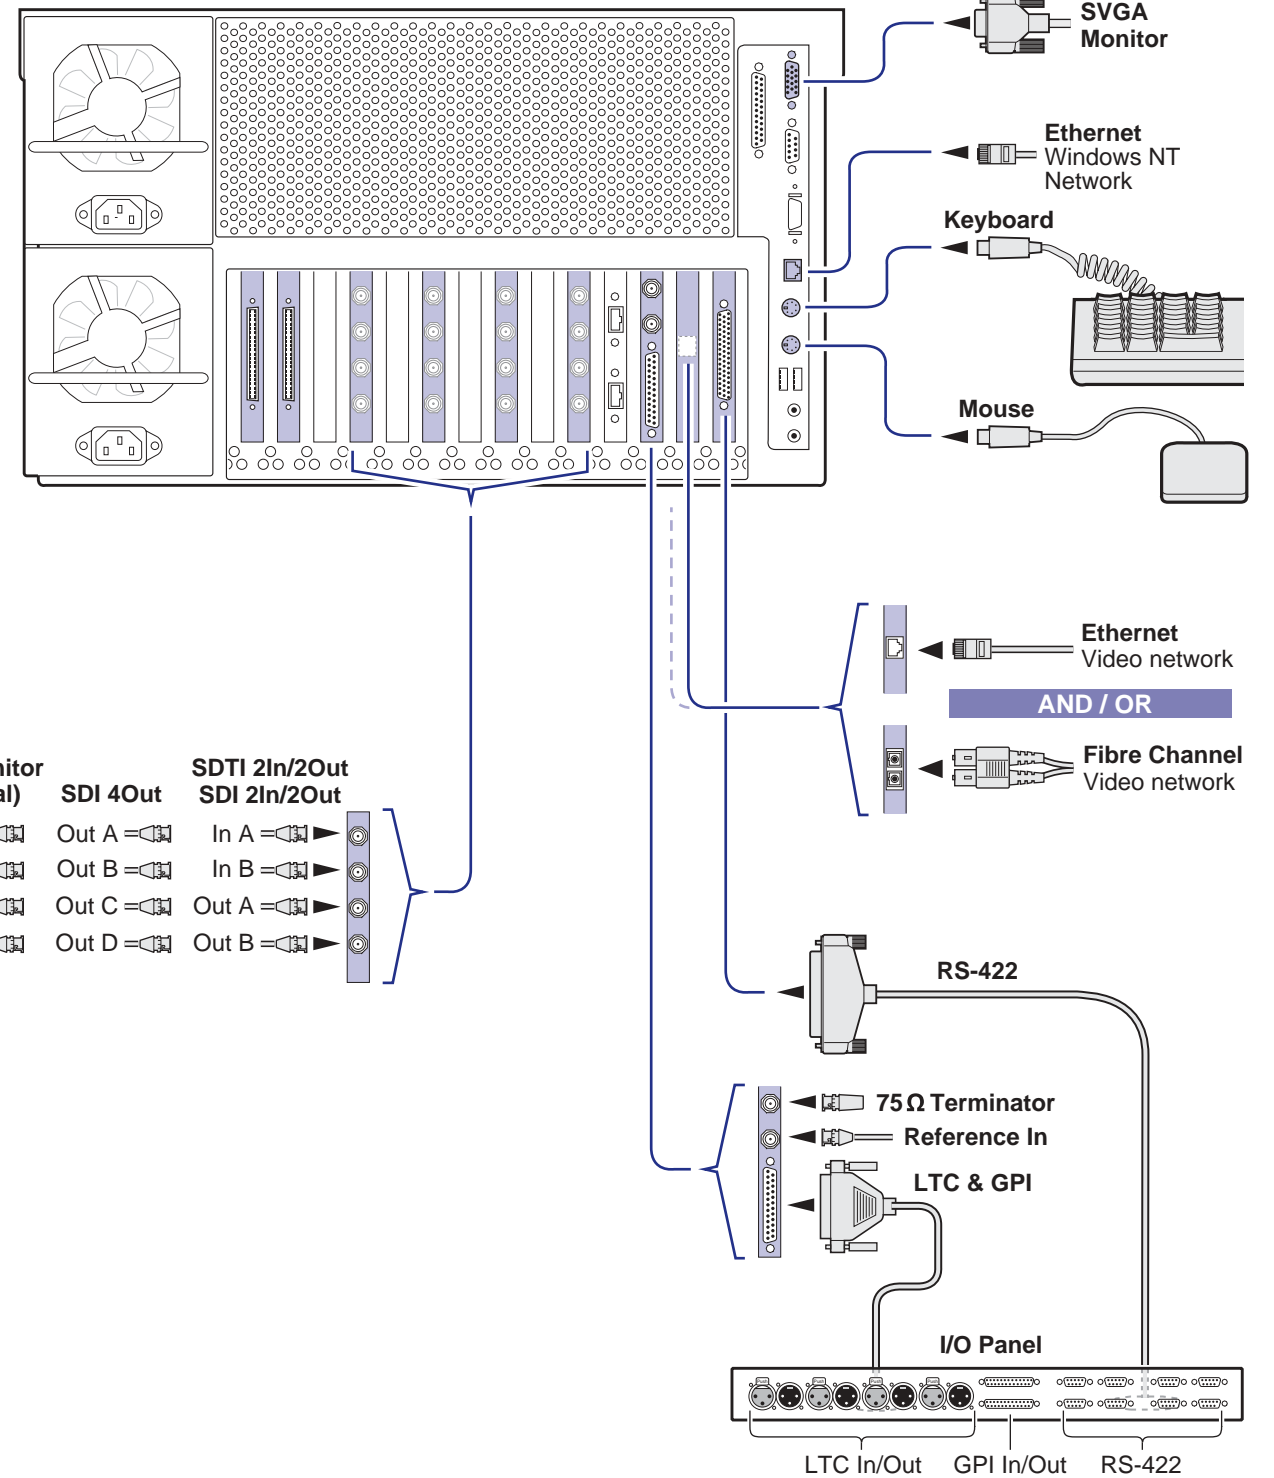 SVGA
Monitor
Ethernet
Windows NT
Network
Keyboard
Mouse
Ethernet
Video network
AND / OR
Fibre Channel
Video network
SDI 4Out
Out A
Out B
Out C
Out D
SDTI 2In/2Out
SDI 2In/2Out
In A
In B
Out A
Out B
RS-422
75 Ω Terminator
Reference In
LTC & GPI
I/O Panel
LTC In/Out
GPI In/Out
RS-422